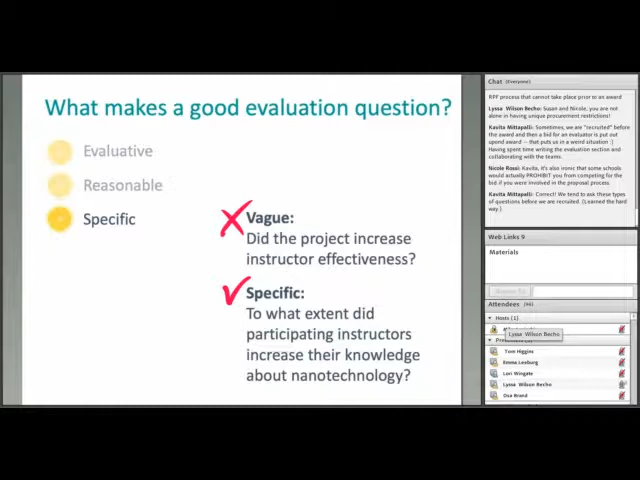 What makes a good evaluation question?
Evaluative
Reasonable
Specific
Vague:
Did the project increase
instructor effectiveness?
Specific:
To what extent did
participating instructors
increase their knowledge
about nanotechnology?
Chat (Everyone)
RPF process that cannot take place prior to an award
Lyssa Wilson Becho: Susan and Nicole, you are not
alone in having unique procurement restrictions!
Kavita Mittapalli: Sometimes, we are "recruited" before
the award and then a bid for an evaluator is put out
upond award - that puts us in a weird situation :)
Having spent time writing the evaluation section and
collaborating with the teams.
Nicole Rossi: Kavita, it's also ironic that some schools
would actually PROHIBIT you from competing for the
bid if you were involved in the proposal process.
Kavita Mittapalli: Correct! We tend to ask these types
of questions before we are recruited. (Learned the hard
way.)
Web Links 9
Materials
Browse To
Attendees (96)
Hosts (1)
Lyssa Wilson Becho
Tom Higgins
Emma Leeburg
Lori Wingate
Lyssa Wilson Becho
Osa Brand